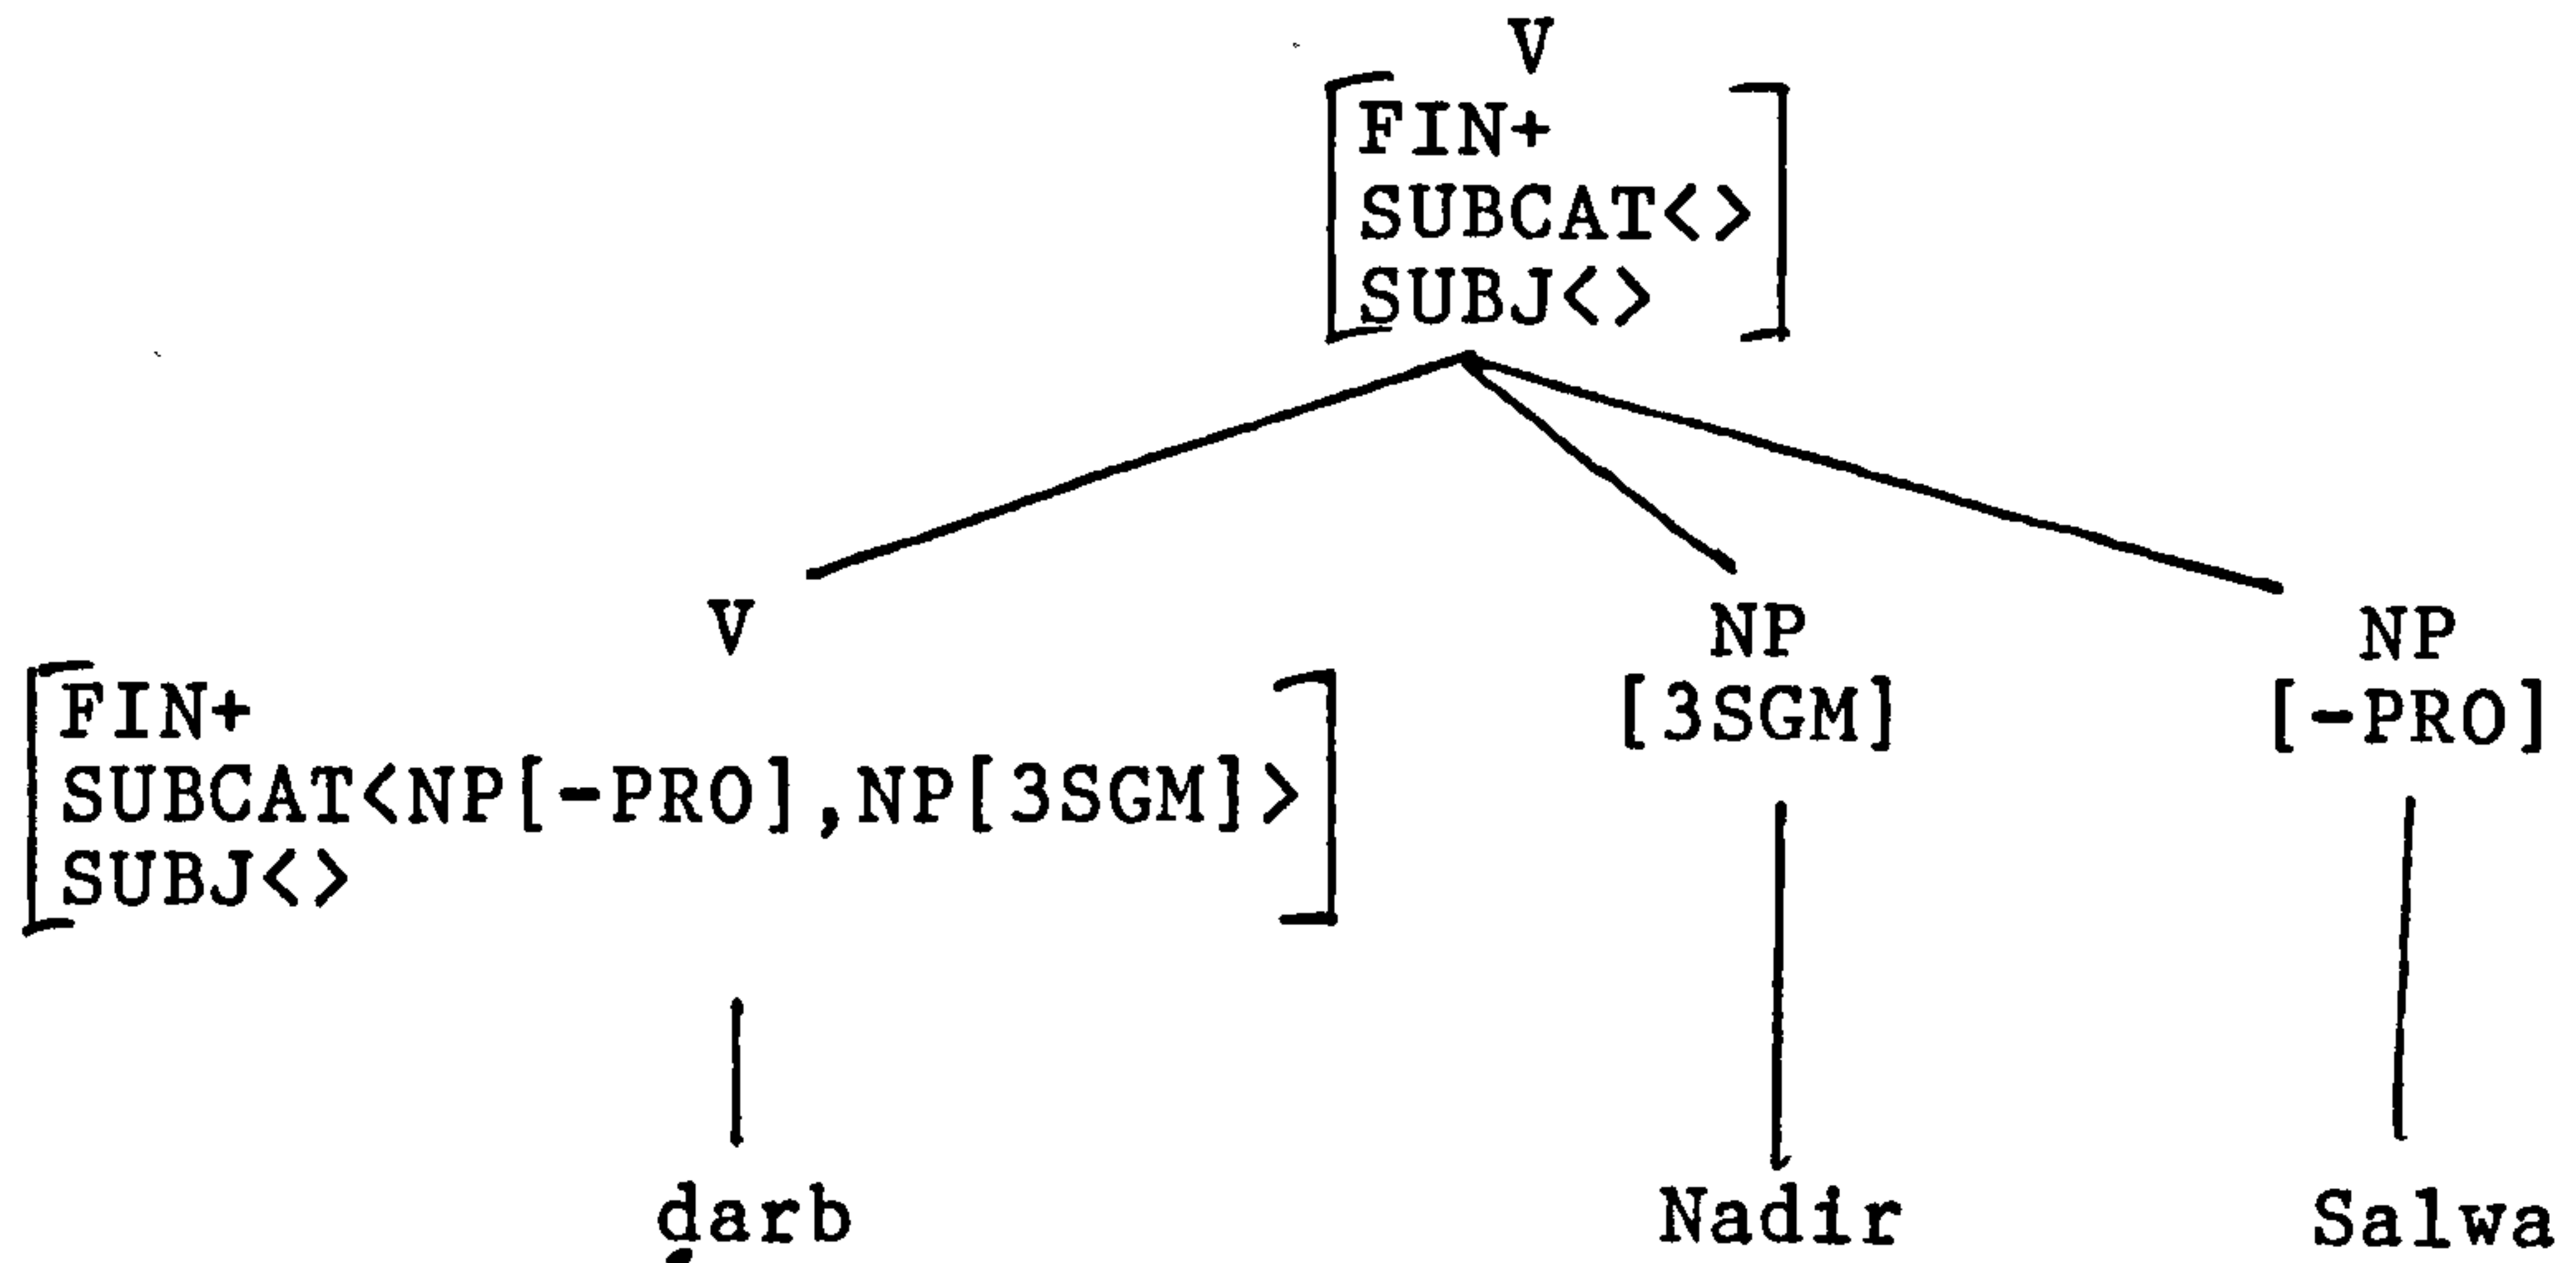 V
FIN+
SUBCAT<>
SUBJ<>
V NP NP
FIN+ [3SGM] [-PRO]
SUBCAT<NP[-PRO],NP[3SGM]>
SUBJ<>
ḍarb Nadir Salwa